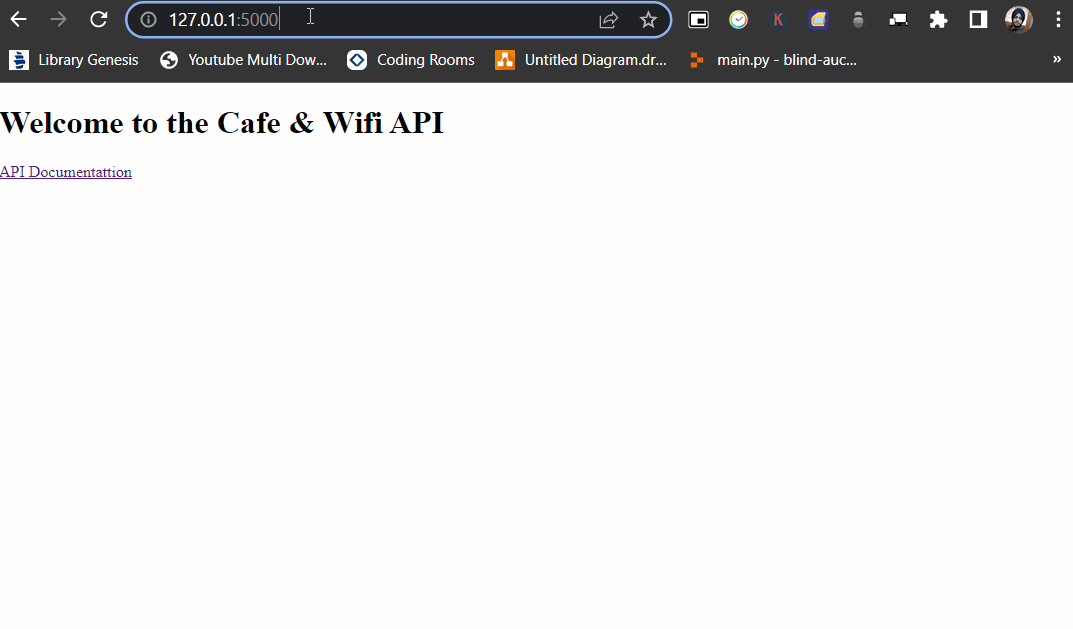 127.0.0.1:5000
K
Library Genesis Youtube Multi Dow... Coding Rooms Untitled Diagram.dr... main.py - blind-auc... »
Welcome to the Cafe & Wifi API
API Documentattion